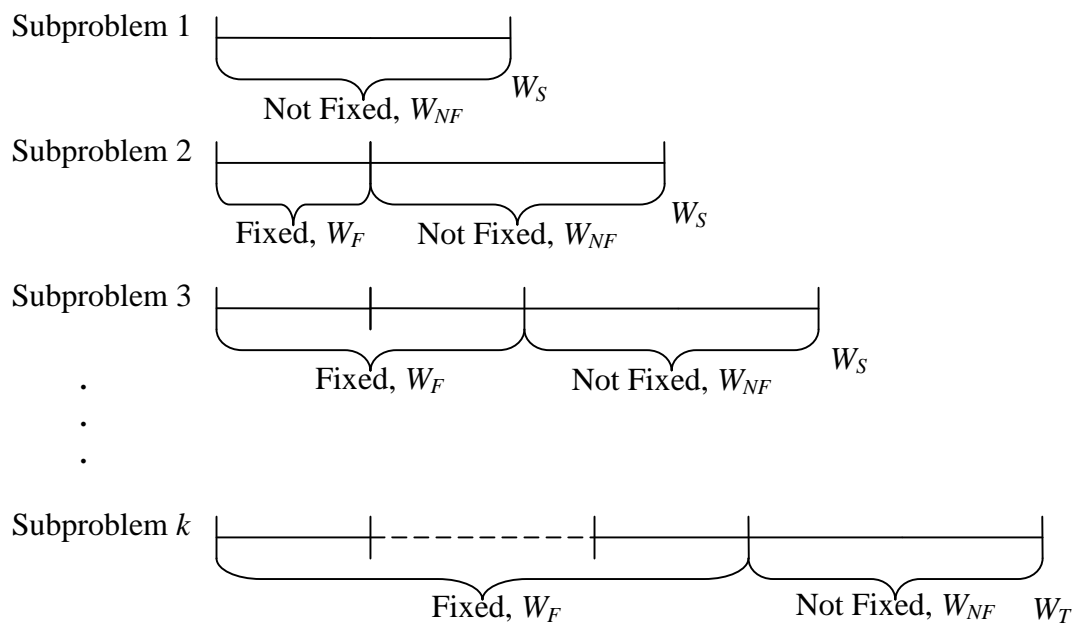 Subproblem 1
W_S
Not Fixed, W_NF
Subproblem 2
W_S
Fixed, W_F
Not Fixed, W_NF
Subproblem 3
W_S
Fixed, W_F
Not Fixed, W_NF
.
.
.
Subproblem k
Fixed, W_F
Not Fixed, W_NF
W_T